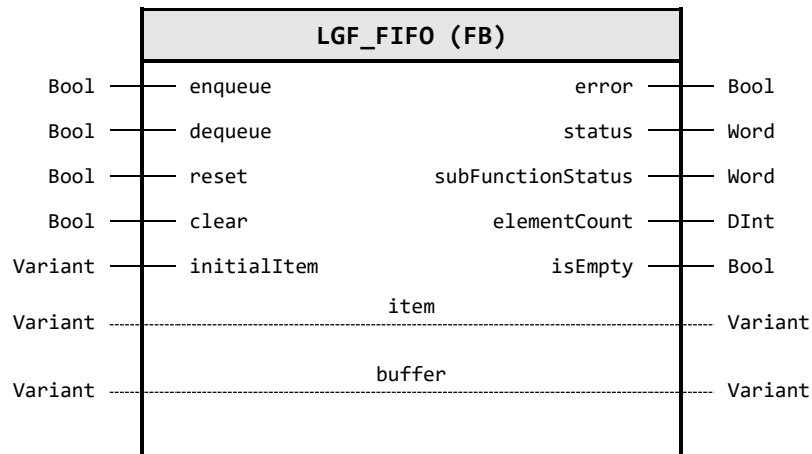 LGF_FIFO (FB)
Bool enqueue error Bool
Bool dequeue status Word
Bool reset subFunctionStatus Word
Bool clear elementCount DInt
Variant initialItem isEmpty Bool
item
Variant Variant
buffer
Variant Variant